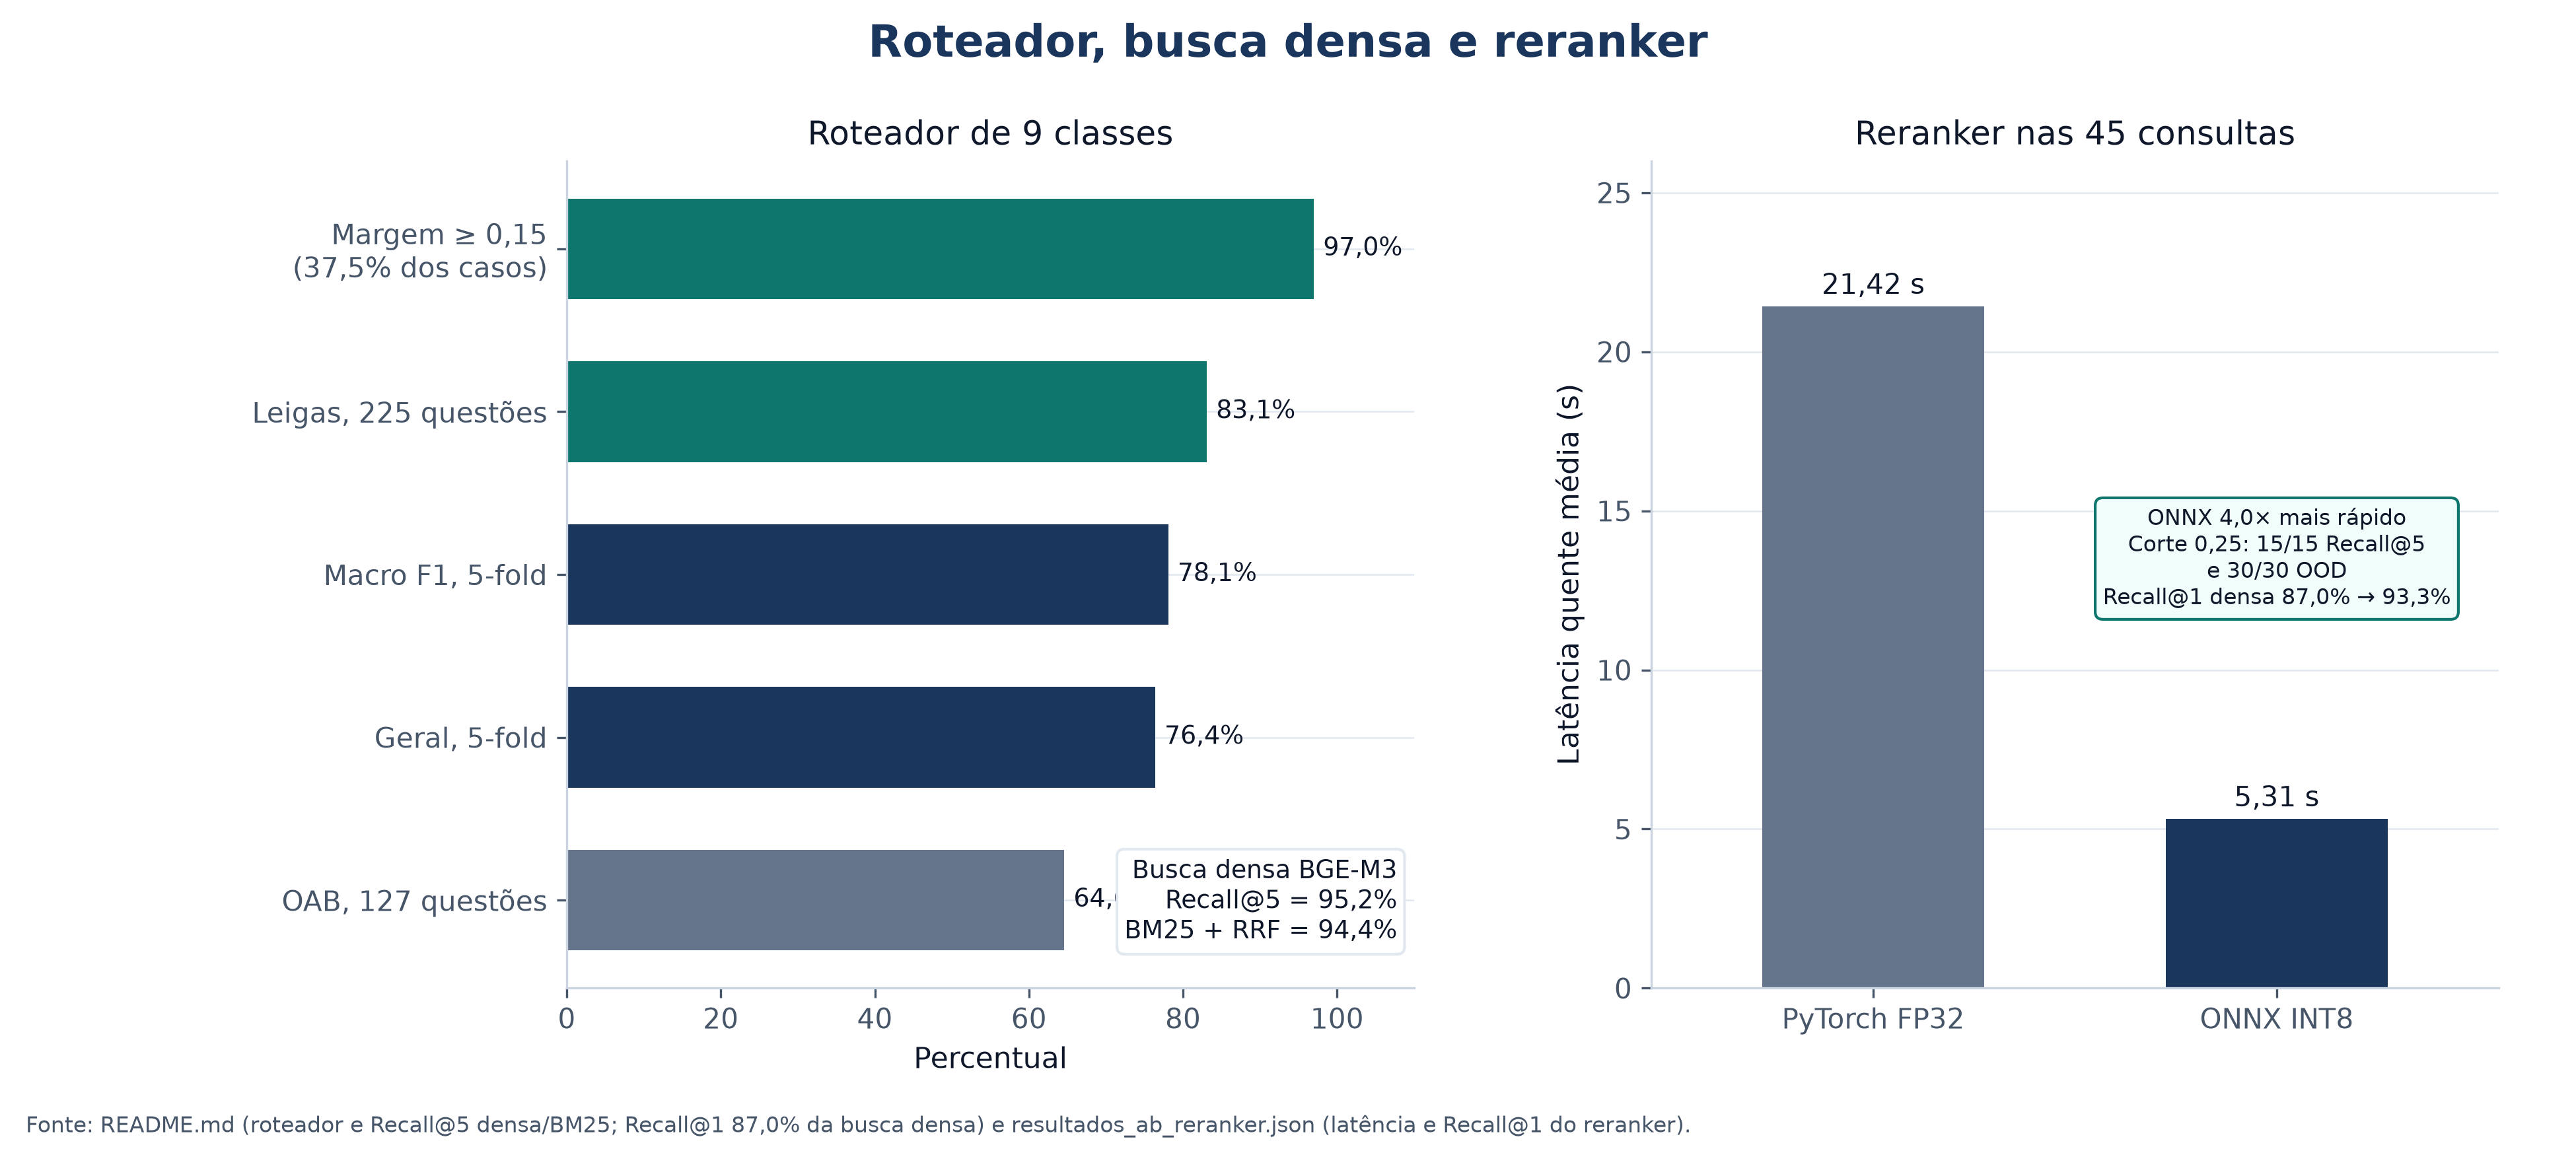 Roteador, busca densa e reranker
Roteador de 9 classes
Margem ≥ 0,15
(37,5% dos casos)
97,0%
Leigas, 225 questões
83,1%
Macro F1, 5-fold
78,1%
Geral, 5-fold
76,4%
OAB, 127 questões
64,
Busca densa BGE-M3
Recall@5 = 95,2%
BM25 + RRF = 94,4%
0 20 40 60 80 100
Percentual
Reranker nas 45 consultas
Latência quente média (s)
25
20
15
10
5
0
21,42 s
ONNX 4,0× mais rápido
Corte 0,25: 15/15 Recall@5
e 30/30 OOD
Recall@1 densa 87,0% → 93,3%
5,31 s
PyTorch FP32 ONNX INT8
Fonte: README.md (roteador e Recall@5 densa/BM25; Recall@1 87,0% da busca densa) e resultados_ab_reranker.json (latência e Recall@1 do reranker).